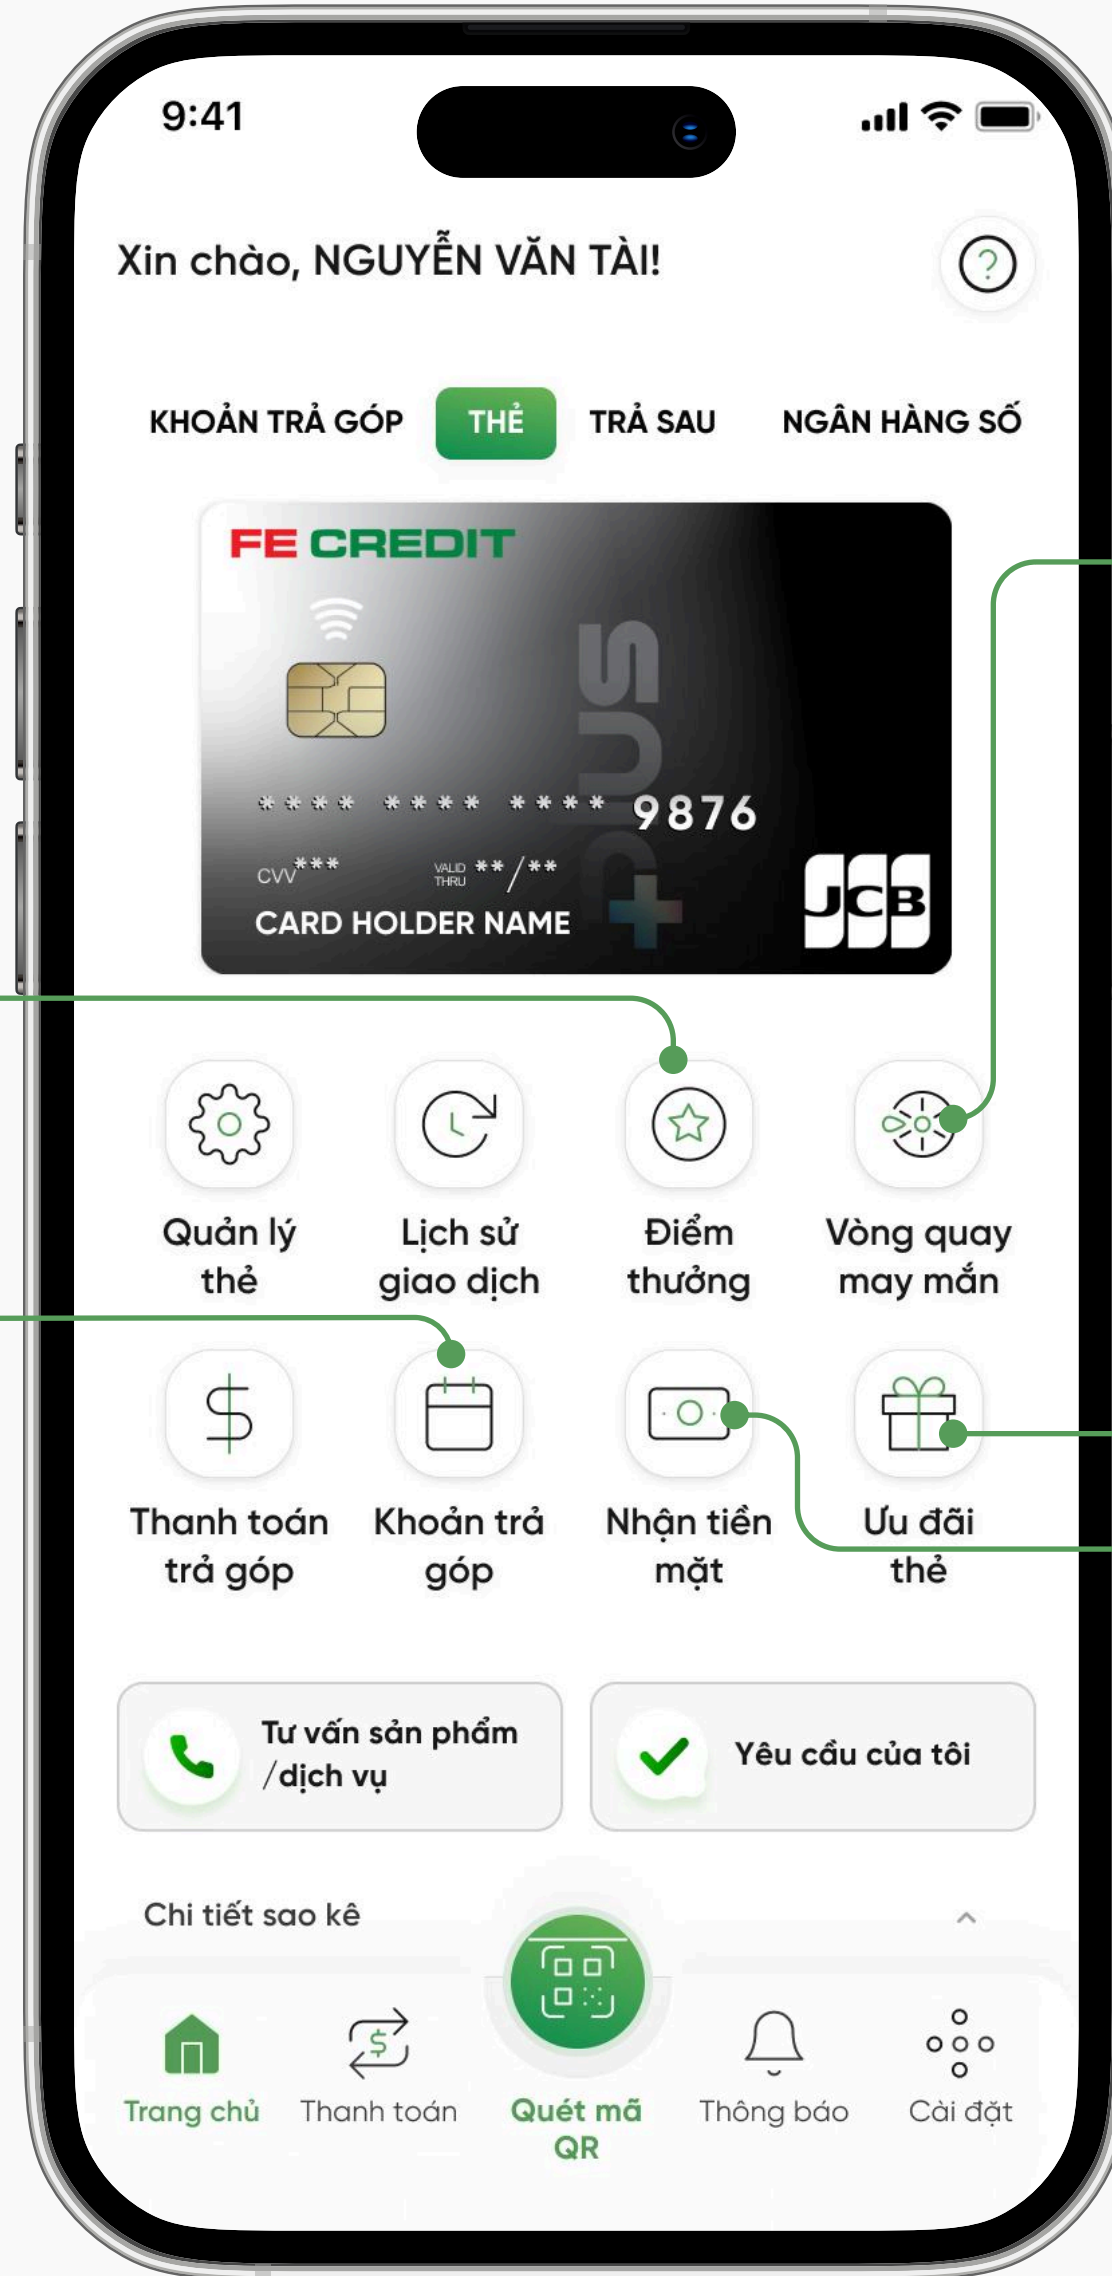 9:41
Xin chào, NGUYỄN VĂN TÀI!
?
KHOẢN TRẢ GÓP THẺ TRẢ SAU NGÂN HÀNG SỐ
FE CREDIT
plus
**** **** **** 9876
CVV*** VALID THRU **/**
CARD HOLDER NAME
JCB
Quản lý thẻ
Lịch sử giao dịch
Điểm thưởng
Vòng quay may mắn
Thanh toán trả góp
Khoản trả góp
Nhận tiền mặt
Ưu đãi thẻ
Tư vấn sản phẩm
/dịch vụ
Yêu cầu của tôi
Chi tiết sao kê
Trang chủ
Thanh toán
Quét mã
QR
Thông báo
Cài đặt